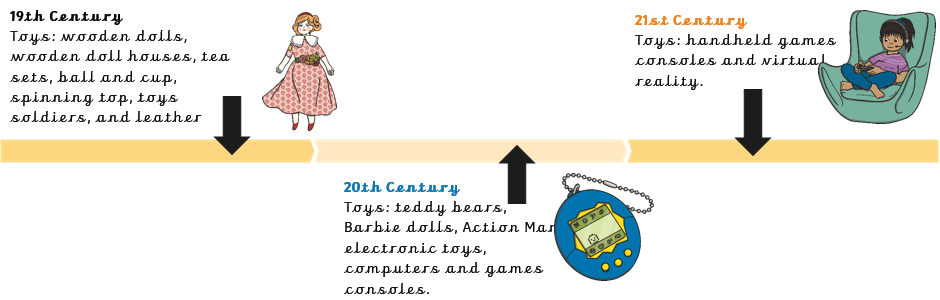 19th Century
Toys: wooden dolls,
wooden doll houses, tea
sets, ball and cup,
spinning top, toys
soldiers, and leather
20th Century
Toys: teddy bears,
Barbie dolls, Action Man
electronic toys,
computers and games
consoles.
21st Century
Toys: handheld games
consoles and virtual
reality.